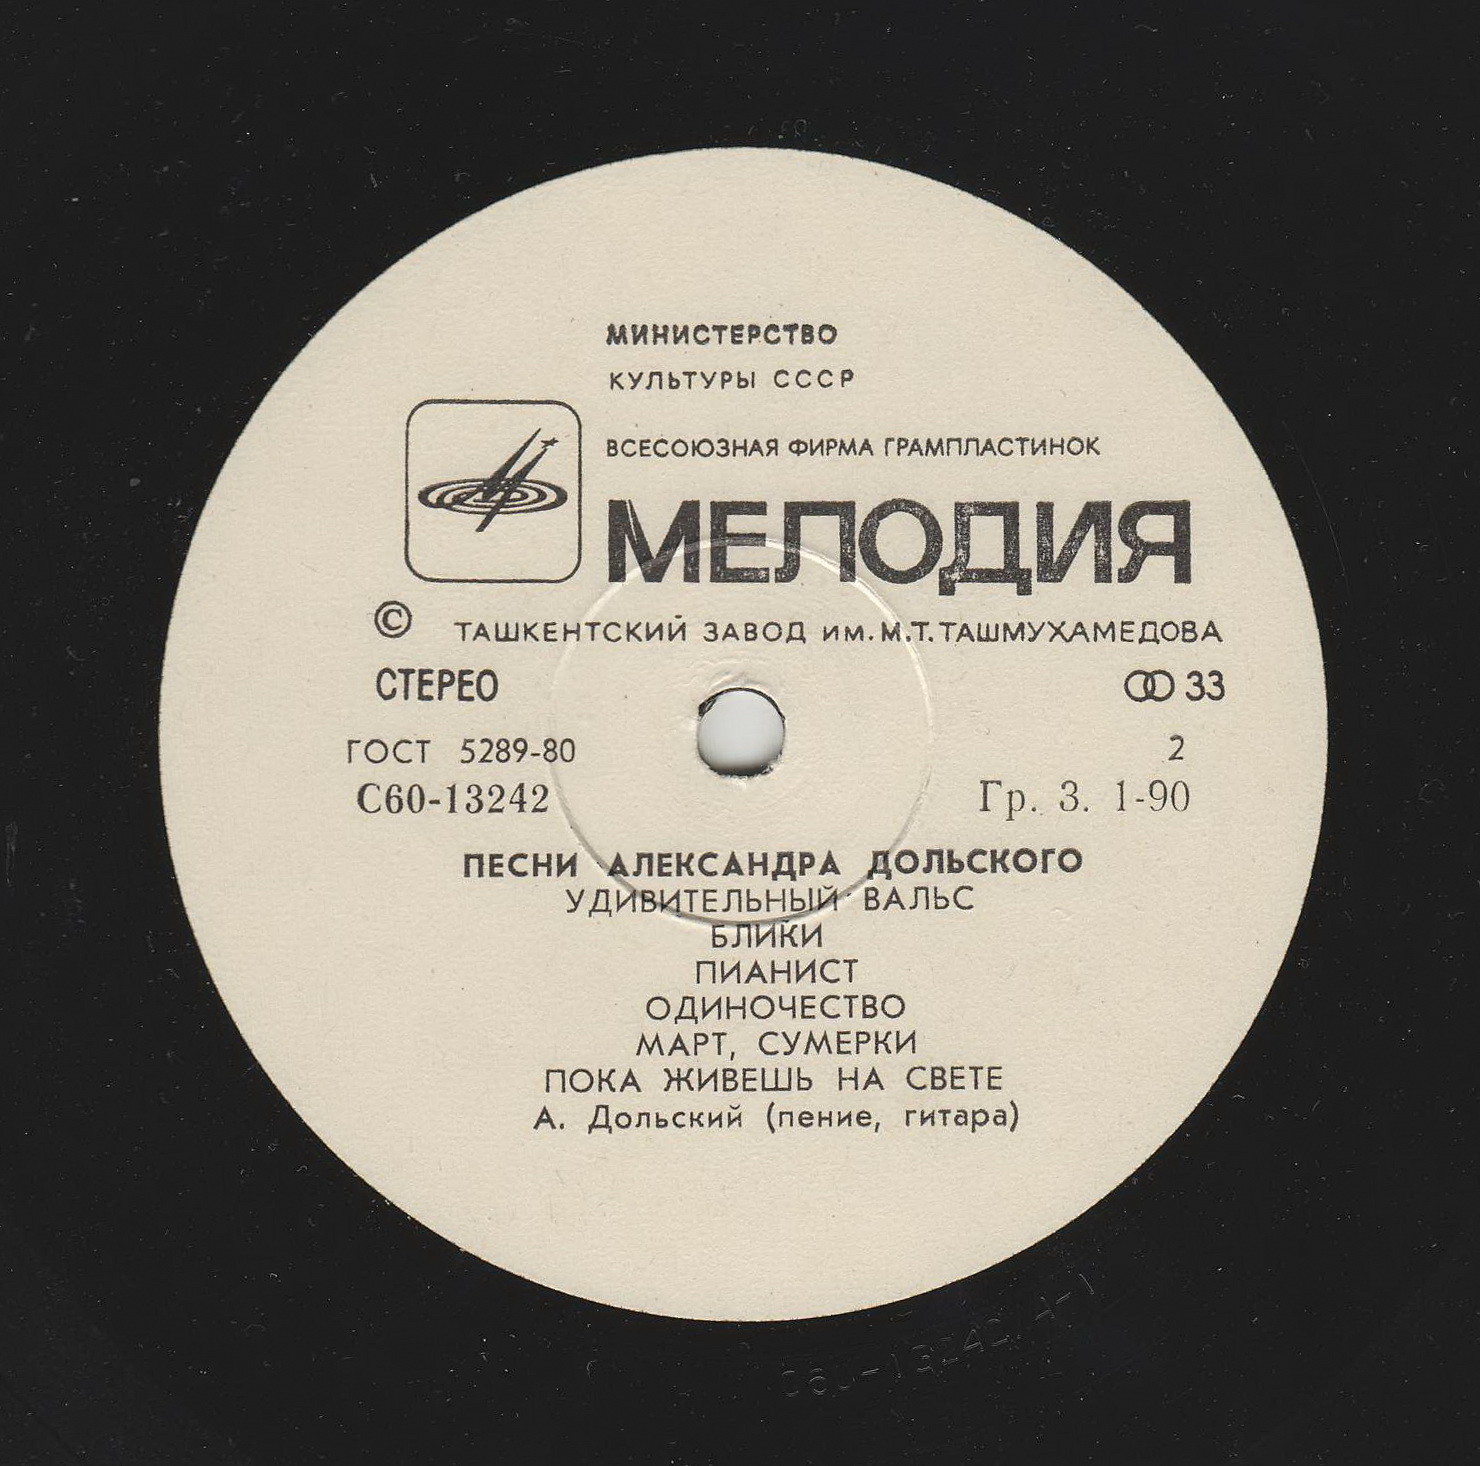 МИНИСТЕРСТВО
КУЛЬТУРЫ СССР
ВСЕСОЮЗНАЯ ФИРМА ГРАМПЛАСТИНОК
МЕЛОДИЯ
© ТАШКЕНТСКИЙ ЗАВОД им. М.Т. ТАШМУХАМЕДОВА
СТЕРЕО 33
ГОСТ 5289-80 2
С60-13242 Гр. 3. 1-90
ПЕСНИ АЛЕКСАНДРА ДОЛЬСКОГО
УДИВИТЕЛЬНЫЙ ВАЛЬС
БЛИКИ
ПИАНИСТ
ОДИНОЧЕСТВО
МАРТ, СУМЕРКИ
ПОКА ЖИВЕШЬ НА СВЕТЕ
А. Дольский (пение, гитара)